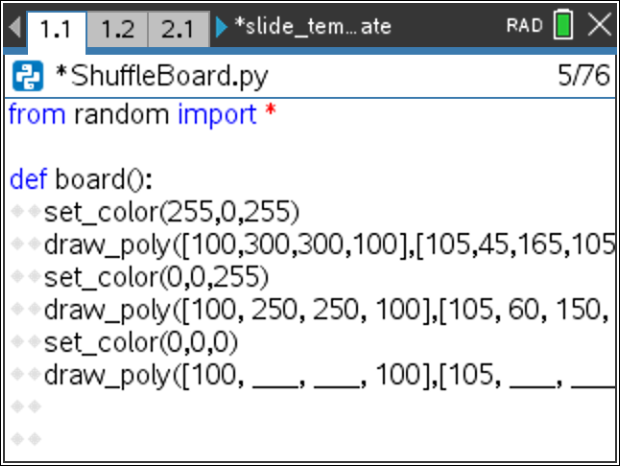 1.1 1.2 2.1 *slide_tem…ate RAD
*ShuffleBoard.py 5/76
from random import *
def board():
set_color(255,0,255)
draw_poly([100,300,300,100],[105,45,165,105
set_color(0,0,255)
draw_poly([100, 250, 250, 100],[105, 60, 150,
set_color(0,0,0)
draw_poly([100, ___, ___, 100],[105, ___, ___